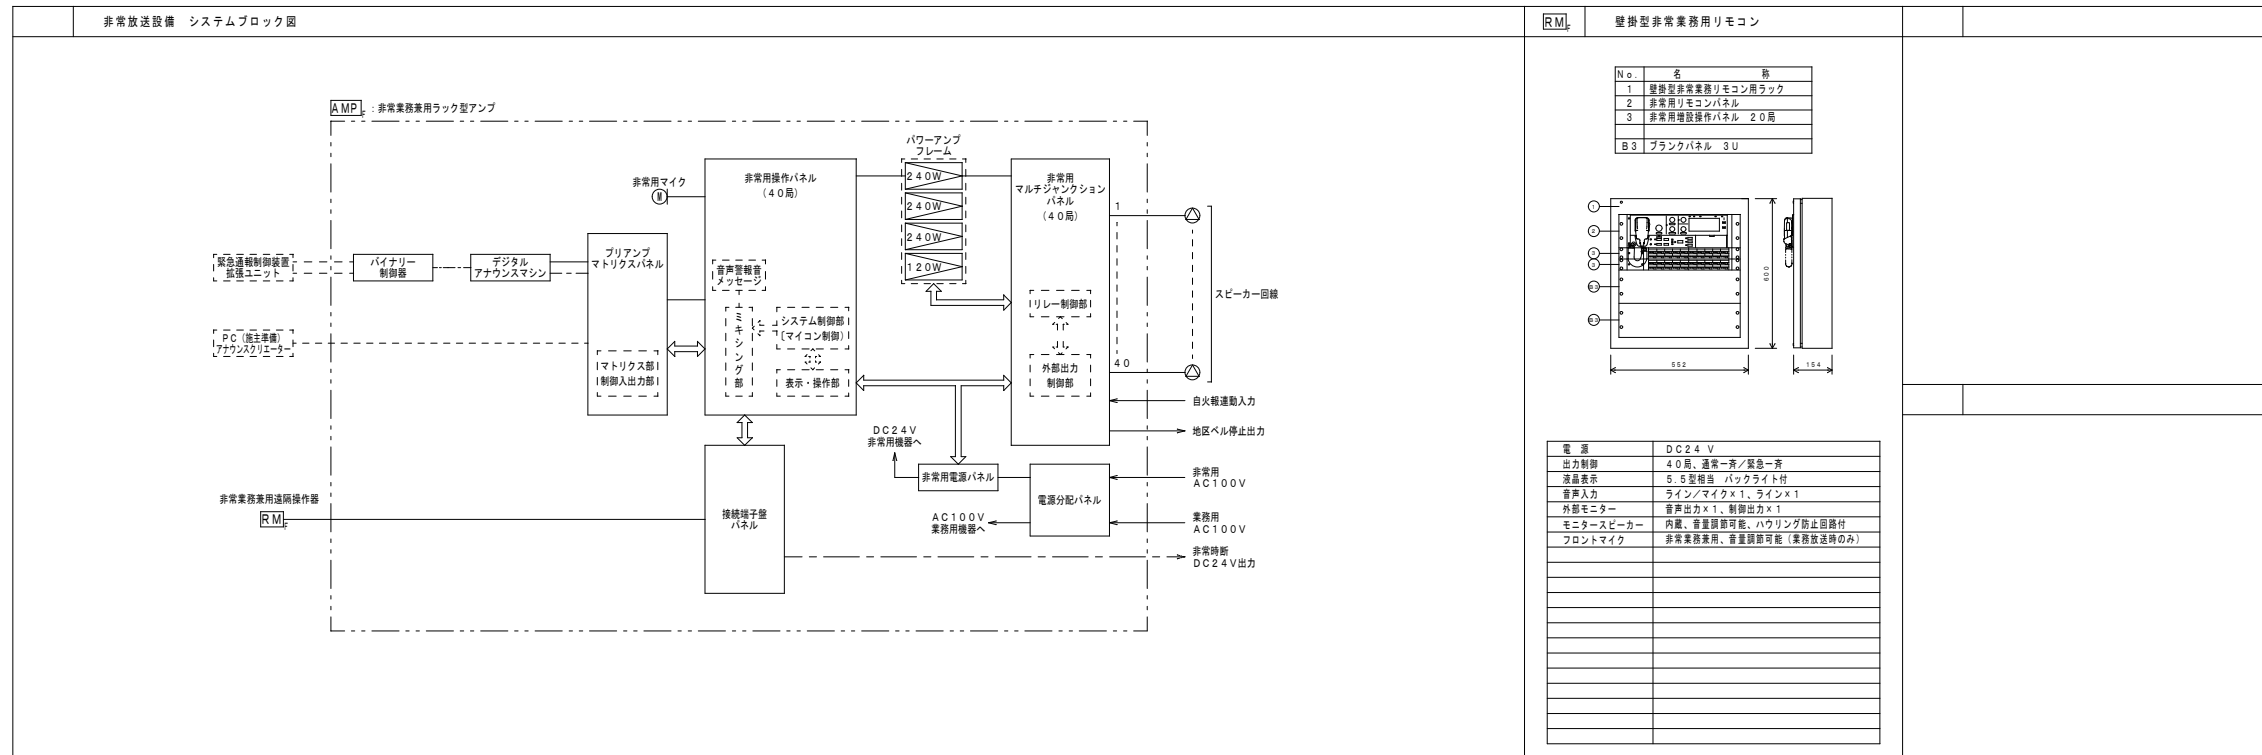 非常放送設備 システムブロック図
AMP F : 非常業務兼用ラック型アンプ
パワーアンプ
フレーム
240W
240W
240W
120W
非常用マイク
M
非常用操作パネル
(40局)
非常用
マルチジャンクション
パネル
(40局)
1
40
スピーカー回線
プリアンプ
マトリクスパネル
緊急通報制御装置
拡張ユニット
バイナリー
制御器
デジタル
アナウンスマシン
音声警報音
メッセージ
ミキシング部
システム制御部
(マイコン制御)
表示・操作部
リレー制御部
外部出力
制御部
PC(施主準備)
アナウンスクリエーター
マトリクス部
制御入出力部
自火報連動入力
地区ベル停止出力
DC24V
非常用機器へ
非常用電源パネル
電源分配パネル
非常用
AC100V
AC100V
業務用機器へ
業務用
AC100V
非常業務兼用遠隔操作器
RM F
接続端子盤
パネル
非常時断
DC24V出力
RM F 壁掛型非常業務用リモコン
No. 名 称
1 壁掛型非常業務リモコン用ラック
2 非常用リモコンパネル
3 非常用増設操作パネル 20局
B3 ブランクパネル 3U
1
2
3
3
B3
B3
600
552
154
電 源 DC24 V
出力制御 40局、通常一斉/緊急一斉
液晶表示 5.5型相当 バックライト付
音声入力 ライン/マイク×1、ライン×1
外部モニター 音声出力×1、制御出力×1
モニタースピーカー 内蔵、音量調節可能、ハウリング防止回路付
フロントマイク 非常業務兼用、音量調節可能(業務放送時のみ)